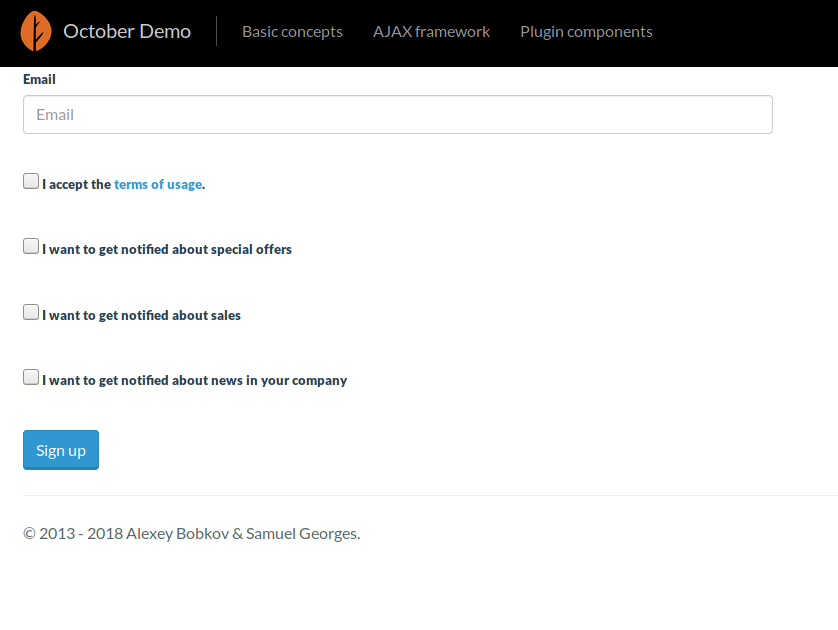 October Demo Basic concepts AJAX framework Plugin components
Email
Email
I accept the terms of usage.
I want to get notified about special offers
I want to get notified about sales
I want to get notified about news in your company
Sign up
© 2013 - 2018 Alexey Bobkov & Samuel Georges.